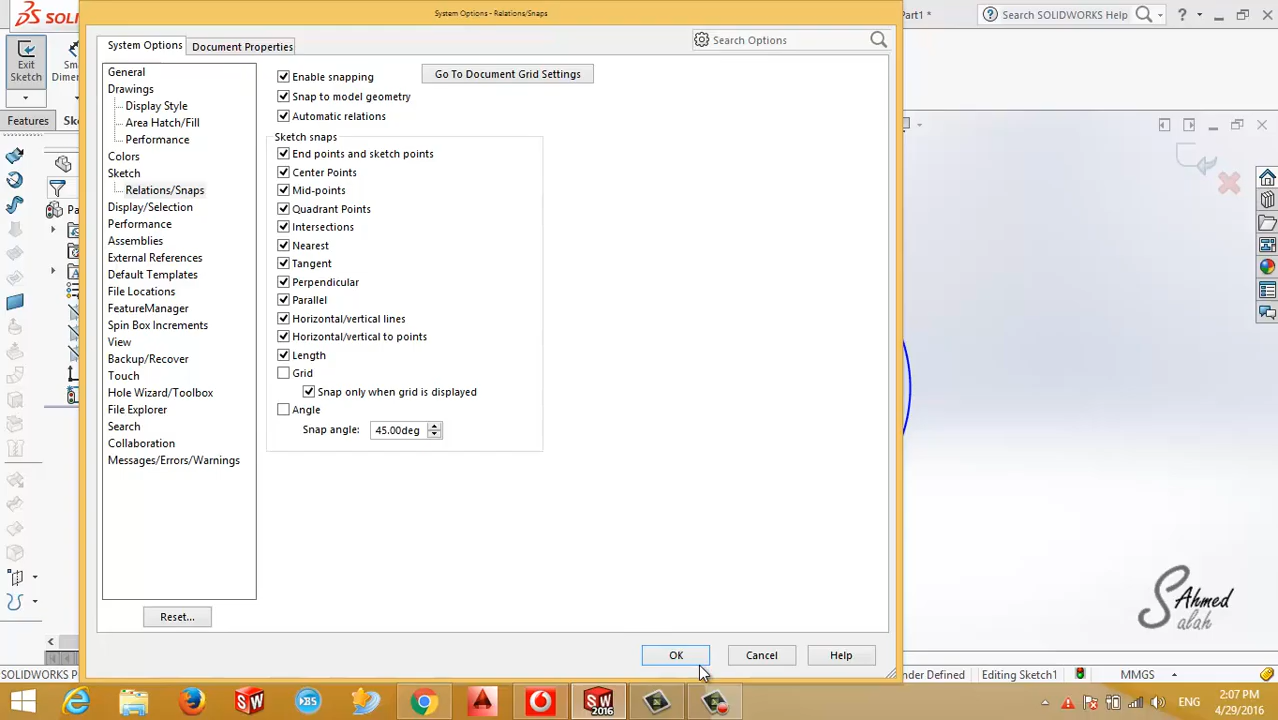 System Options - Relations/Snaps
Part1 *
Search SOLIDWORKS Help
System Options
Document Properties
Search Options
Exit
Sketch
Features
General
Drawings
Display Style
Area Hatch/Fill
Performance
Colors
Sketch
Relations/Snaps
Display/Selection
Performance
Assemblies
External References
Default Templates
File Locations
FeatureManager
Spin Box Increments
View
Backup/Recover
Touch
Hole Wizard/Toolbox
File Explorer
Search
Collaboration
Messages/Errors/Warnings
Reset...
Enable snapping
Go To Document Grid Settings
Snap to model geometry
Automatic relations
Sketch snaps
End points and sketch points
Center Points
Mid-points
Quadrant Points
Intersections
Nearest
Tangent
Perpendicular
Parallel
Horizontal/vertical lines
Horizontal/vertical to points
Length
Grid
Snap only when grid is displayed
Angle
Snap angle: 45.00deg
OK
Cancel
Help
Ahmed
Salah
SOLIDWORKS P
der Defined
Editing Sketch1
MMGS
SW
2016
ENG
2:07 PM
4/29/2016